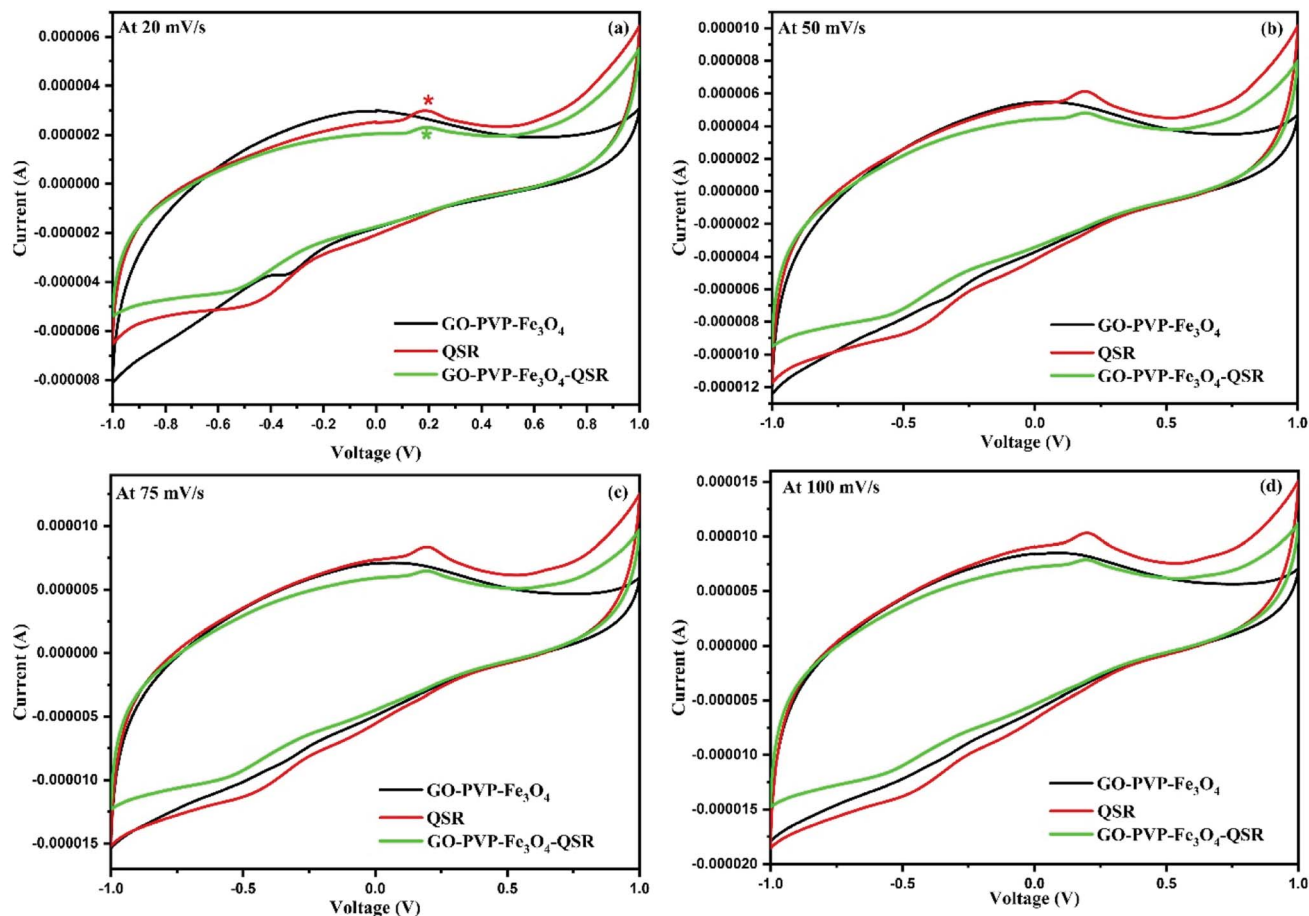 At 20 mV/s
(a)
0.000006
0.000004
0.000002
0.000000
-0.000002
-0.000004
-0.000006
-0.000008
Current (A)
*
*
GO-PVP-Fe₃O₄
QSR
GO-PVP-Fe₃O₄-QSR
-1.0 -0.8 -0.6 -0.4 -0.2 0.0 0.2 0.4 0.6 0.8 1.0
Voltage (V)
At 50 mV/s
(b)
0.000010
0.000008
0.000006
0.000004
0.000002
0.000000
-0.000002
-0.000004
-0.000006
-0.000008
-0.000010
-0.000012
Current (A)
GO-PVP-Fe₃O₄
QSR
GO-PVP-Fe₃O₄-QSR
-1.0 -0.5 0.0 0.5 1.0
Voltage (V)
At 75 mV/s
(c)
0.000010
0.000005
0.000000
-0.000005
-0.000010
-0.000015
Current (A)
GO-PVP-Fe₃O₄
QSR
GO-PVP-Fe₃O₄-QSR
-1.0 -0.5 0.0 0.5 1.0
Voltage (V)
At 100 mV/s
(d)
0.000015
0.000010
0.000005
0.000000
-0.000005
-0.000010
-0.000015
-0.000020
Current (A)
GO-PVP-Fe₃O₄
QSR
GO-PVP-Fe₃O₄-QSR
-1.0 -0.5 0.0 0.5 1.0
Voltage (V)